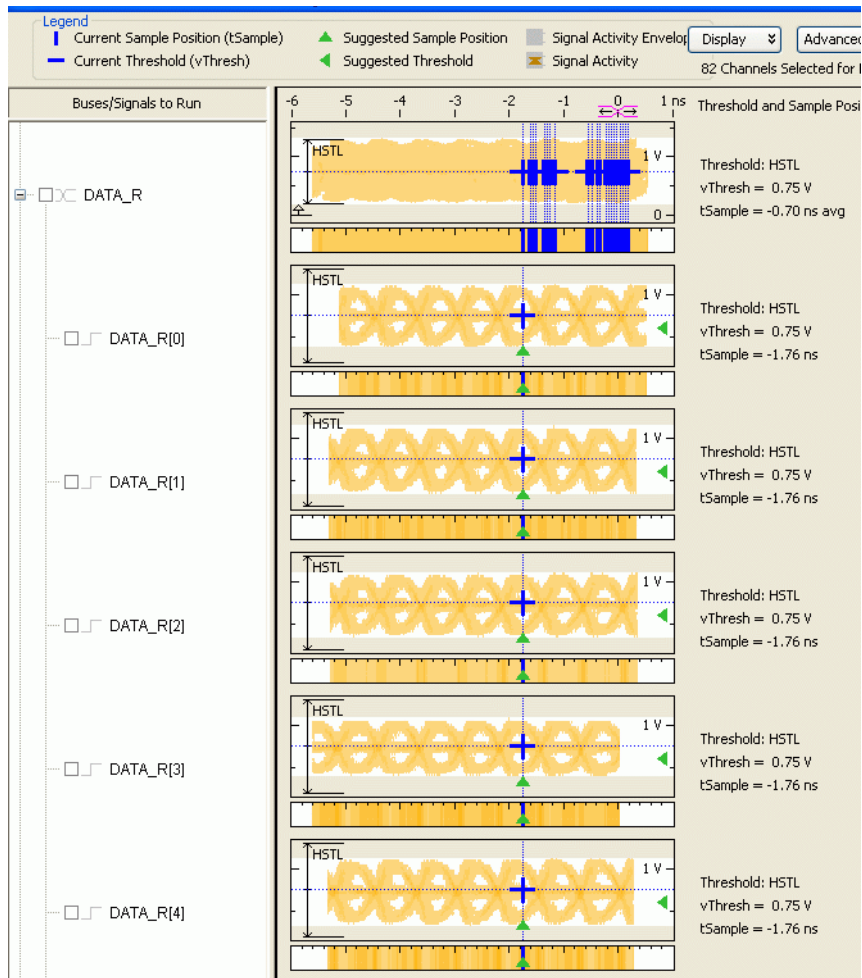 Legend
Current Sample Position (tSample)
Suggested Sample Position
Signal Activity Envelop
Current Threshold (vThresh)
Suggested Threshold
Signal Activity
Display
Advanced
82 Channels Selected for
Buses/Signals to Run
-6 -5 -4 -3 -2 -1 0 1 ns
Threshold and Sample Posi
DATA_R
HSTL
1 V
0
Threshold: HSTL
vThresh = 0.75 V
tSample = -0.70 ns avg
DATA_R[0]
HSTL
1 V
Threshold: HSTL
vThresh = 0.75 V
tSample = -1.76 ns
DATA_R[1]
HSTL
1 V
Threshold: HSTL
vThresh = 0.75 V
tSample = -1.76 ns
DATA_R[2]
HSTL
1 V
Threshold: HSTL
vThresh = 0.75 V
tSample = -1.76 ns
DATA_R[3]
HSTL
1 V
Threshold: HSTL
vThresh = 0.75 V
tSample = -1.76 ns
DATA_R[4]
HSTL
1 V
Threshold: HSTL
vThresh = 0.75 V
tSample = -1.76 ns